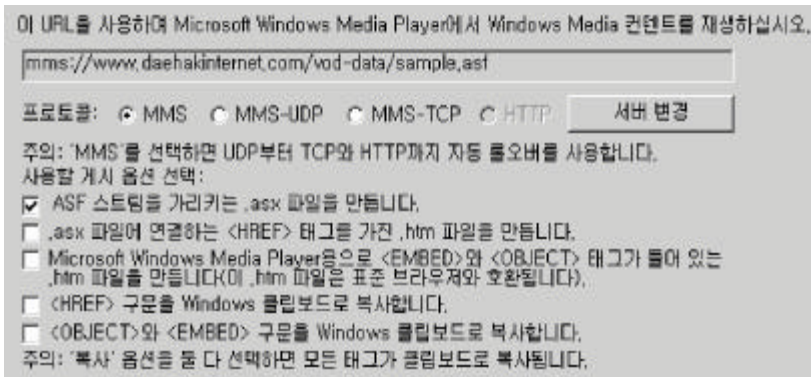 이 URL을 사용하여 Microsoft Windows Media Player에서 Windows Media 컨텐트를 재생하십시오.
mms://www.daehakinternet.com/vod-data/sample.asf
프로토콜: MMS MMS-UDP MMS-TCP HTTP 서버 변경
주의: 'MMS'를 선택하면 UDP부터 TCP와 HTTP까지 자동 롤오버를 사용합니다.
사용할 게시 옵션 선택:
ASF 스트림을 가리키는 .asx 파일을 만듭니다.
.asx 파일에 연결하는 <HREF> 태그를 가진 .htm 파일을 만듭니다.
Microsoft Windows Media Player용으로 <EMBED>와 <OBJECT> 태그가 들어 있는
.htm 파일을 만듭니다(이 .htm 파일은 표준 브라우저와 호환됩니다).
<HREF> 구문을 Windows 클립보드로 복사합니다.
<OBJECT>와 <EMBED> 구문을 Windows 클립보드로 복사합니다.
주의: '복사' 옵션을 둘 다 선택하면 모든 태그가 클립보드로 복사됩니다.